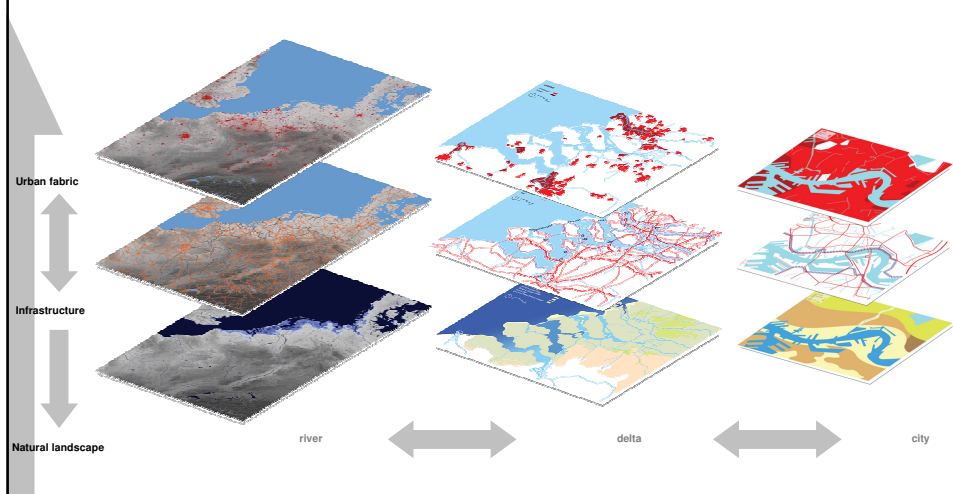 Urban fabric
Infrastructure
Natural landscape
river
delta
city